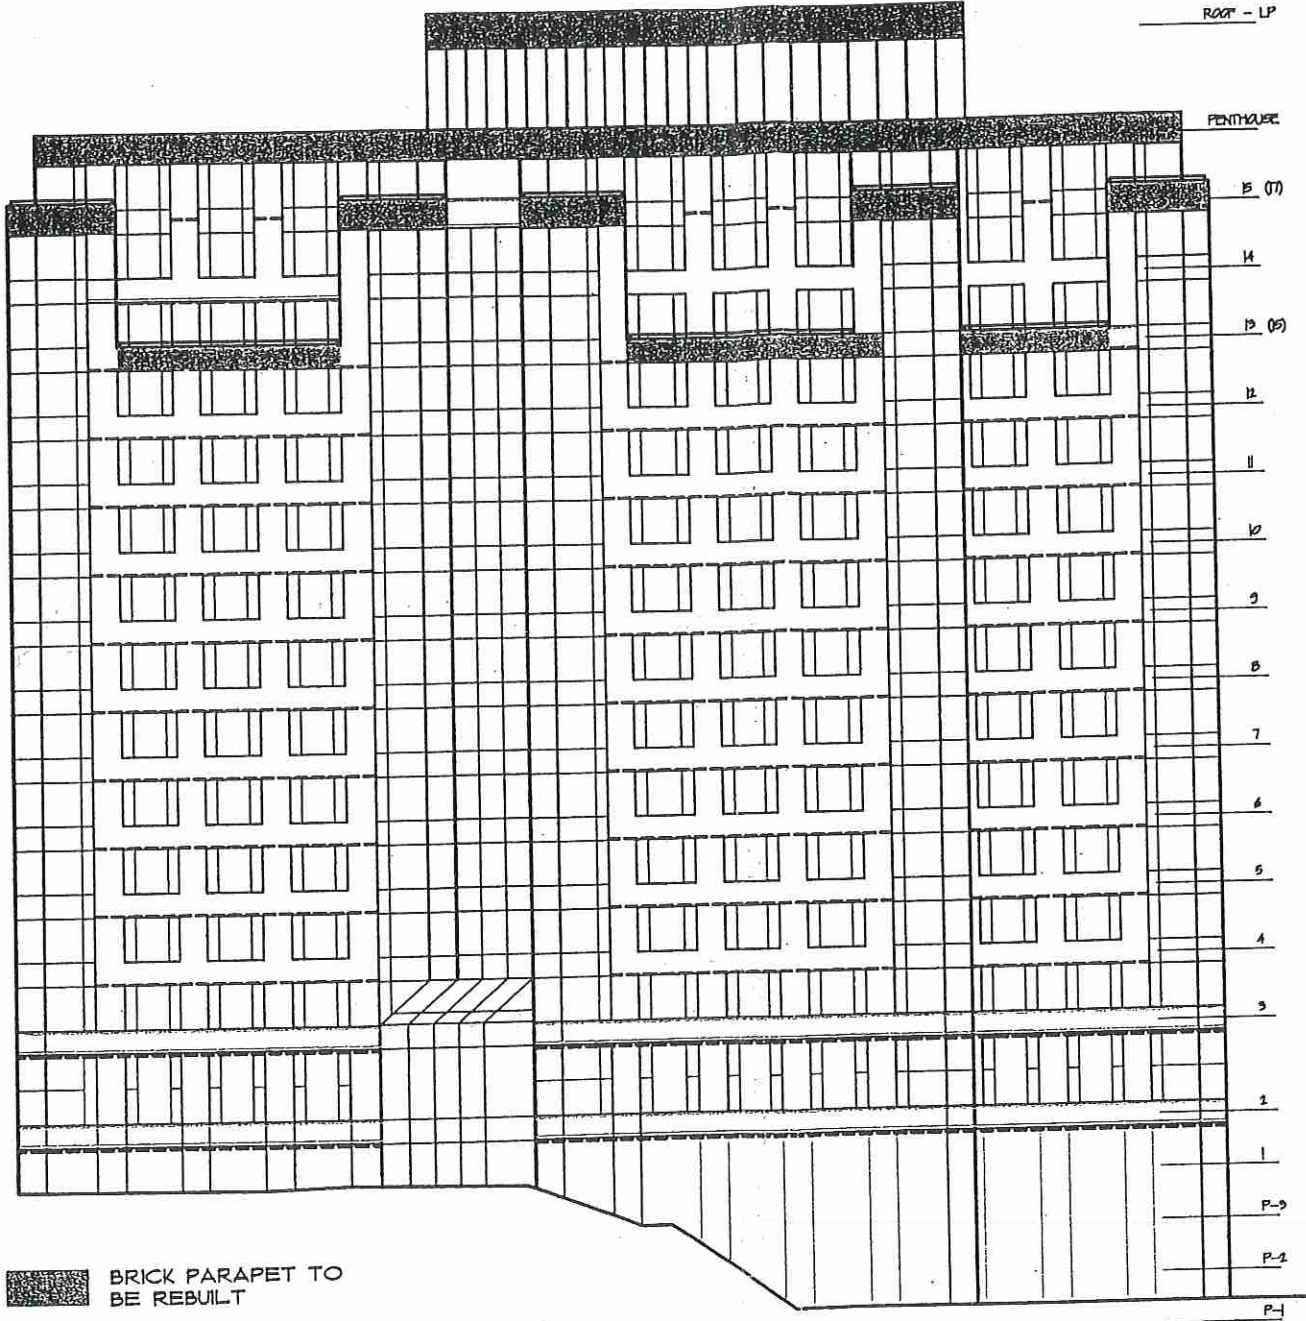 ROOF - LP
PENTHOUSE
15 (17)
14
13 (15)
12
11
10
9
8
7
6
5
4
3
2
1
P-3
P-2
P-1
BRICK PARAPET TO
BE REBUILT